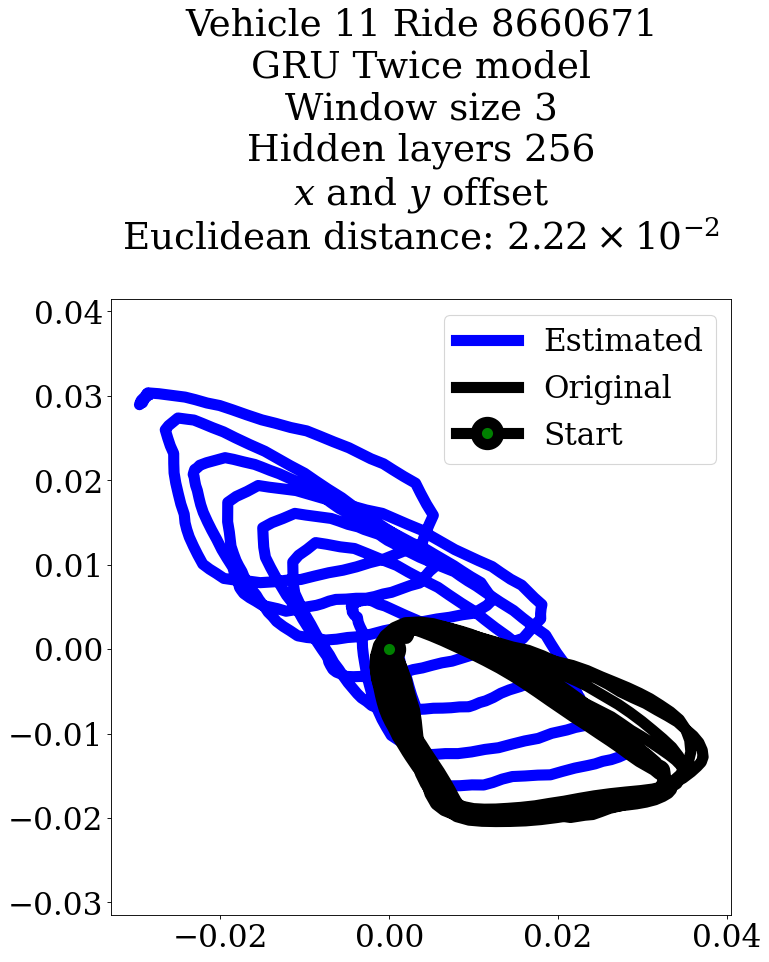 Vehicle 11 Ride 8660671
GRU Twice model
Window size 3
Hidden layers 256
x and y offset
Euclidean distance: 2.22 × 10⁻²
Estimated
Original
Start
0.04
0.03
0.02
0.01
0.00
−0.01
−0.02
−0.03
−0.02 0.00 0.02 0.04